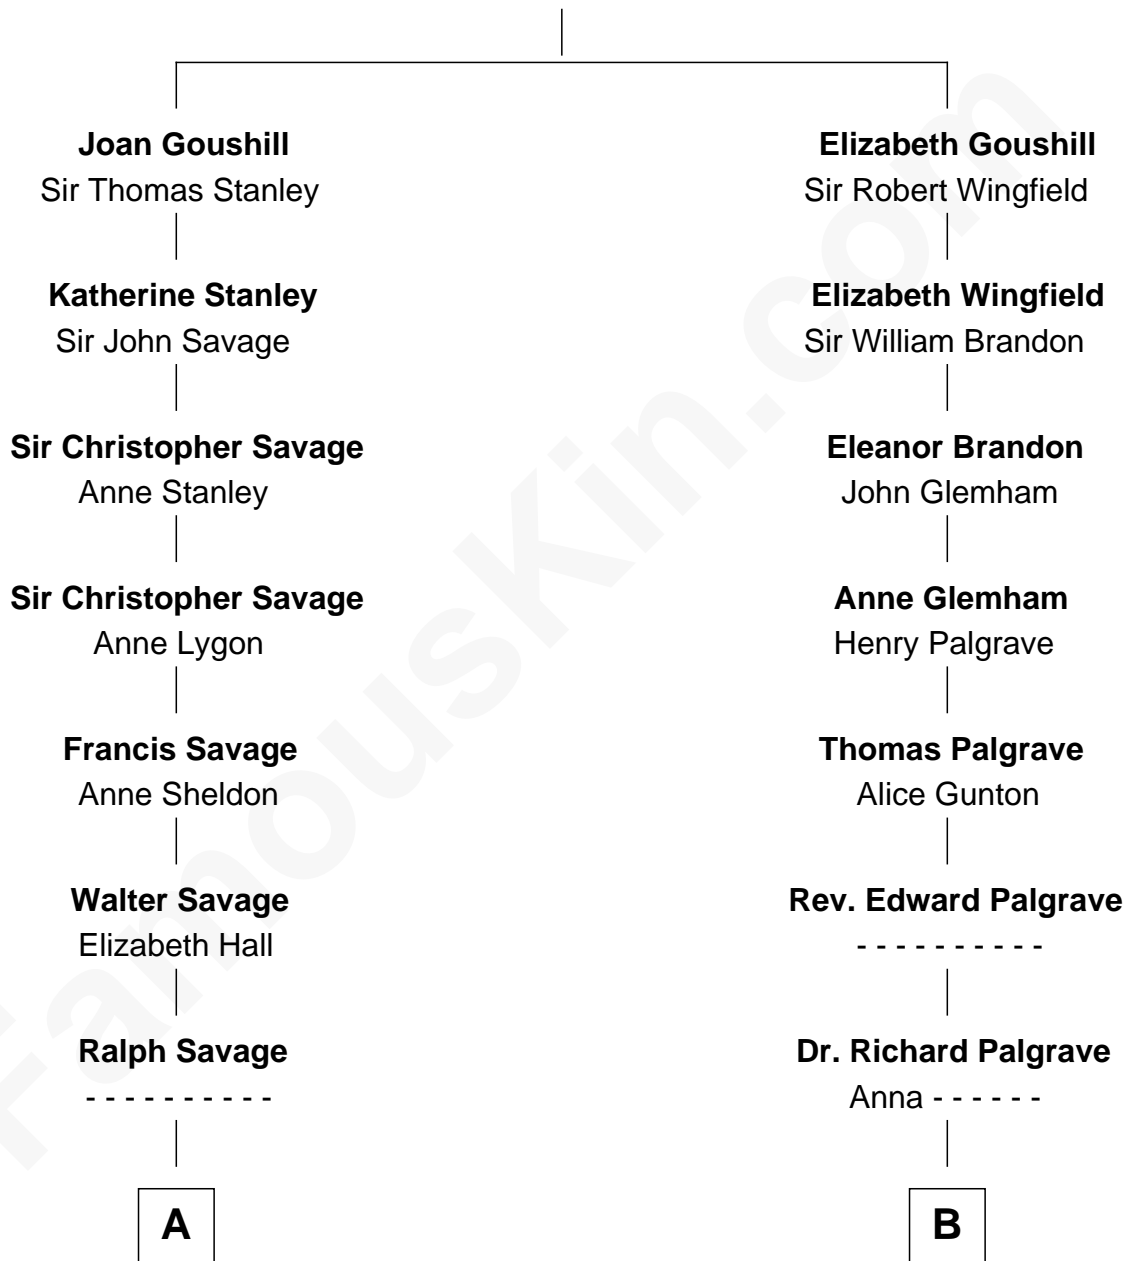 Joan Goushill
Sir Thomas Stanley
Katherine Stanley
Sir John Savage
Sir Christopher Savage
Anne Stanley
Sir Christopher Savage
Anne Lygon
Francis Savage
Anne Sheldon
Walter Savage
Elizabeth Hall
Ralph Savage
- - - - - - - - - -
A
Elizabeth Goushill
Sir Robert Wingfield
Elizabeth Wingfield
Sir William Brandon
Eleanor Brandon
John Glemham
Anne Glemham
Henry Palgrave
Thomas Palgrave
Alice Gunton
Rev. Edward Palgrave
- - - - - - - - - -
Dr. Richard Palgrave
Anna - - - - - -
B
FamousKin.com